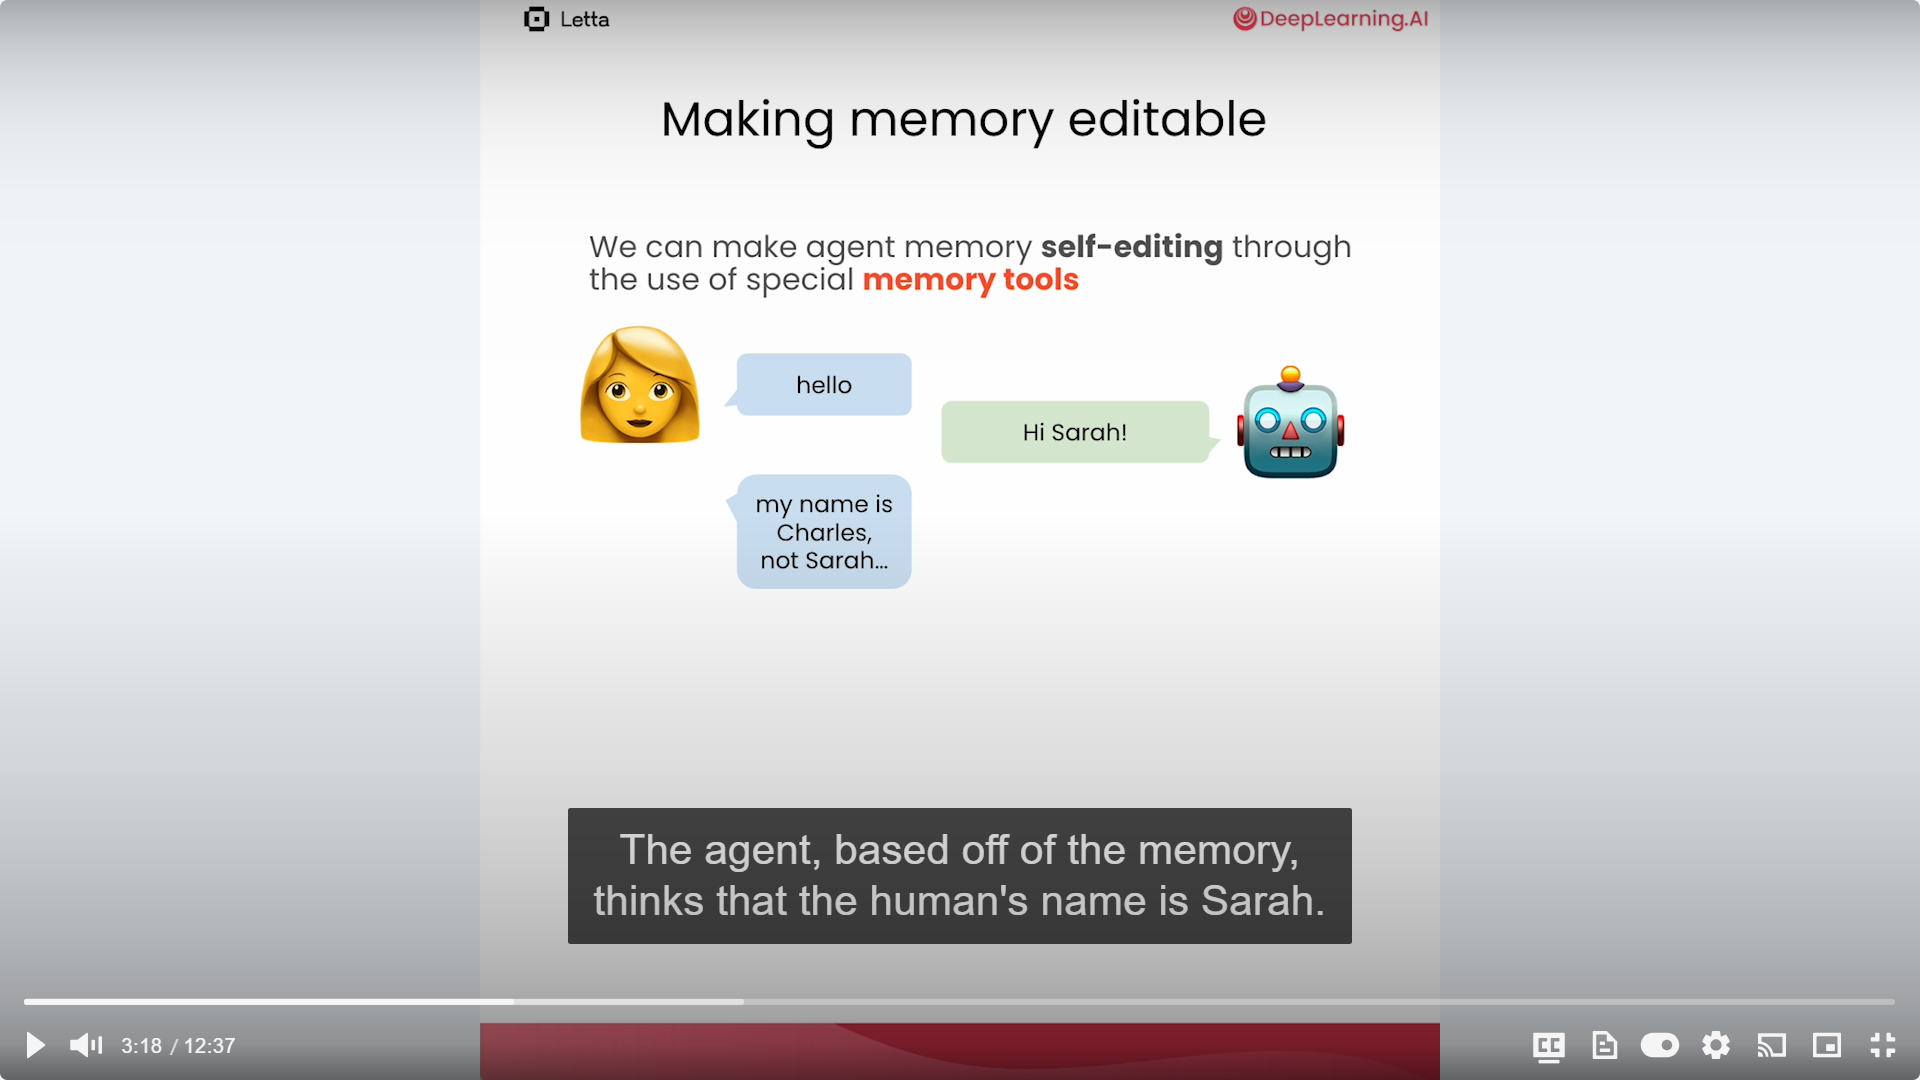 Letta
DeepLearning.AI
Making memory editable
We can make agent memory self-editing through
the use of special memory tools
hello
Hi Sarah!
my name is
Charles,
not Sarah...
The agent, based off of the memory,
thinks that the human's name is Sarah.
3:18 / 12:37
CC